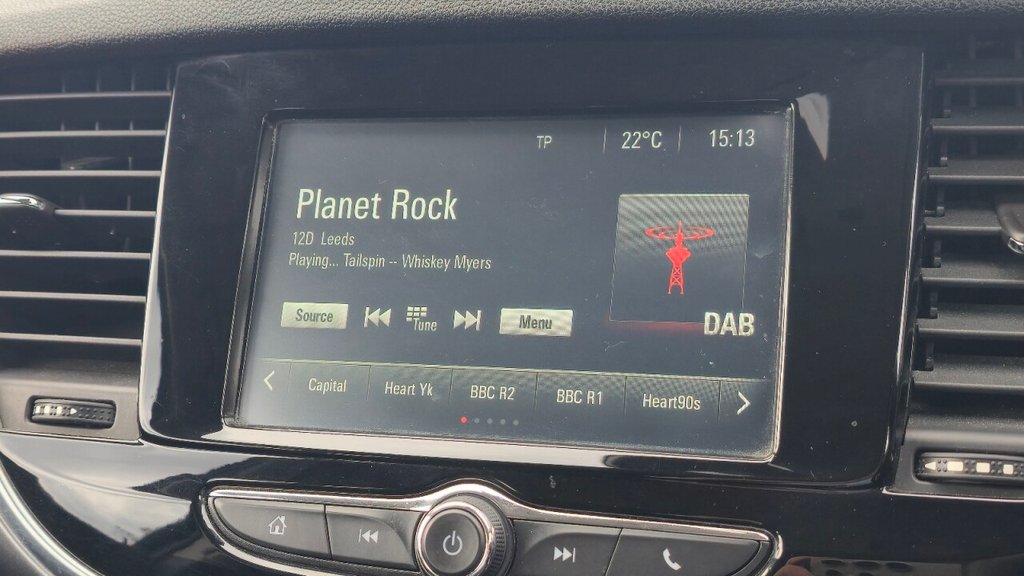 TP 22°C 15:13
Planet Rock
12D Leeds
Playing... Tailspin -- Whiskey Myers
Source Tune Menu
DAB
Capital Heart Yk BBC R2 BBC R1 Heart90s